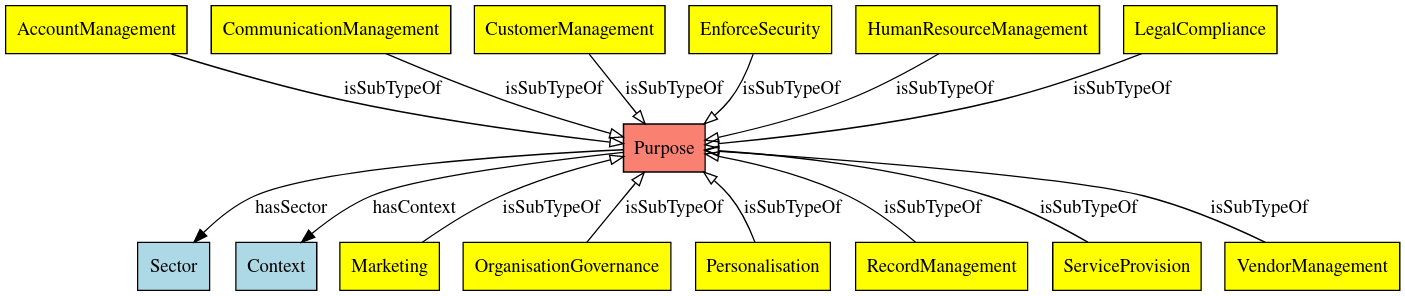 AccountManagement
CommunicationManagement
CustomerManagement
EnforceSecurity
HumanResourceManagement
LegalCompliance
isSubTypeOf
isSubTypeOf
isSubTypeOf
isSubTypeOf
isSubTypeOf
isSubTypeOf
Purpose
hasSector
hasContext
isSubTypeOf
isSubTypeOf
isSubTypeOf
isSubTypeOf
isSubTypeOf
isSubTypeOf
Sector
Context
Marketing
OrganisationGovernance
Personalisation
RecordManagement
ServiceProvision
VendorManagement